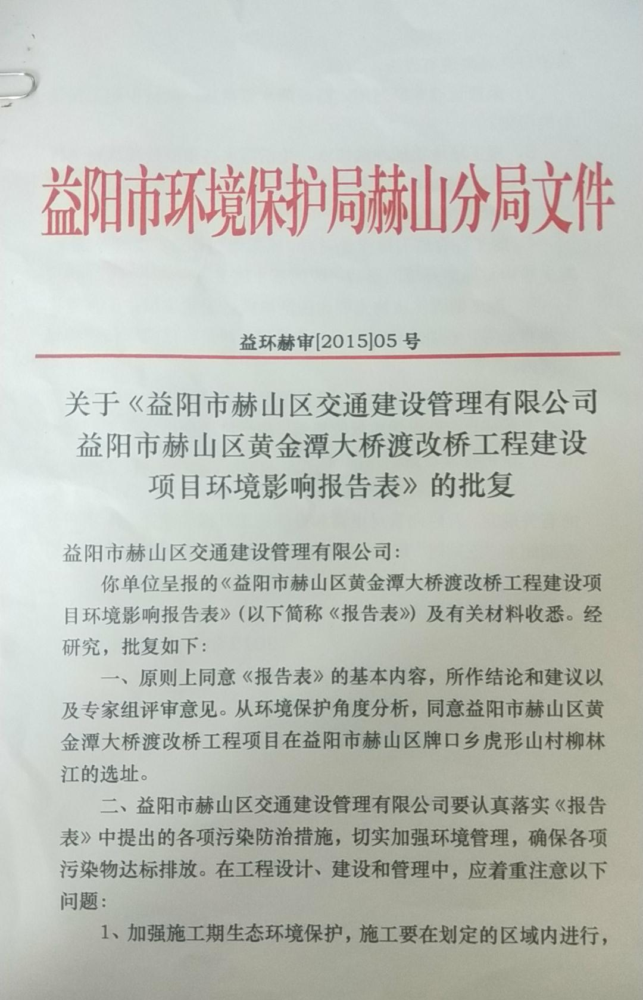 益阳市环境保护局赫山分局文件
益环赫审[2015]05号
关于《益阳市赫山区交通建设管理有限公司
益阳市赫山区黄金潭大桥渡改桥工程建设
项目环境影响报告表》的批复
益阳市赫山区交通建设管理有限公司：
你单位呈报的《益阳市赫山区黄金潭大桥渡改桥工程建设项
目环境影响报告表》（以下简称《报告表》）及有关材料收悉。经
研究，批复如下：
一、原则上同意《报告表》的基本内容，所作结论和建议以
及专家组评审意见。从环境保护角度分析，同意益阳市赫山区黄
金潭大桥渡改桥工程项目在益阳市赫山区牌口乡虎形山村柳林
江的选址。
二、益阳市赫山区交通建设管理有限公司要认真落实《报告
表》中提出的各项污染防治措施，切实加强环境管理，确保各项
污染物达标排放。在工程设计、建设和管理中，应着重注意以下
问题：
1、加强施工期生态环境保护，施工要在划定的区域内进行，